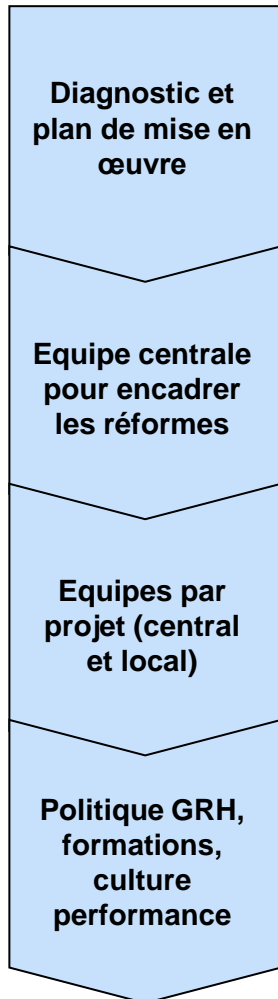 Diagnostic et
plan de mise en
œuvre
Equipe centrale
pour encadrer
les réformes
Equipes par
projet (central
et local)
Politique GRH,
formations,
culture
performance